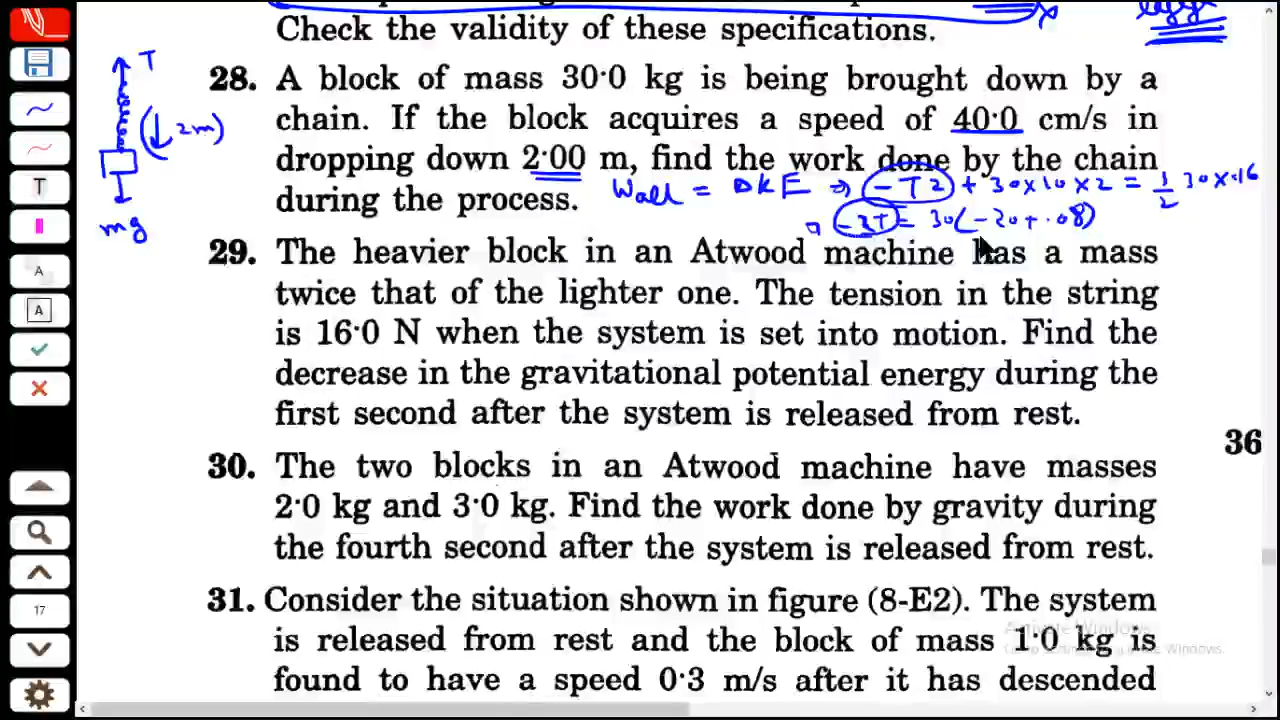 Check the validity of these specifications.
28. A block of mass 30·0 kg is being brought down by a
chain. If the block acquires a speed of 40·0 cm/s in
dropping down 2·00 m, find the work done by the chain
during the process.
Wall = ΔKE ⇒ -T2 + 30×10×2 = 1/2 30×·16
-2T = 30(-20+·08)
T
↓2m)
mg
29. The heavier block in an Atwood machine has a mass
twice that of the lighter one. The tension in the string
is 16·0 N when the system is set into motion. Find the
decrease in the gravitational potential energy during the
first second after the system is released from rest.
36
30. The two blocks in an Atwood machine have masses
2·0 kg and 3·0 kg. Find the work done by gravity during
the fourth second after the system is released from rest.
31. Consider the situation shown in figure (8-E2). The system
is released from rest and the block of mass 1·0 kg is
found to have a speed 0·3 m/s after it has descended
Activate Windows
T
A
A
17